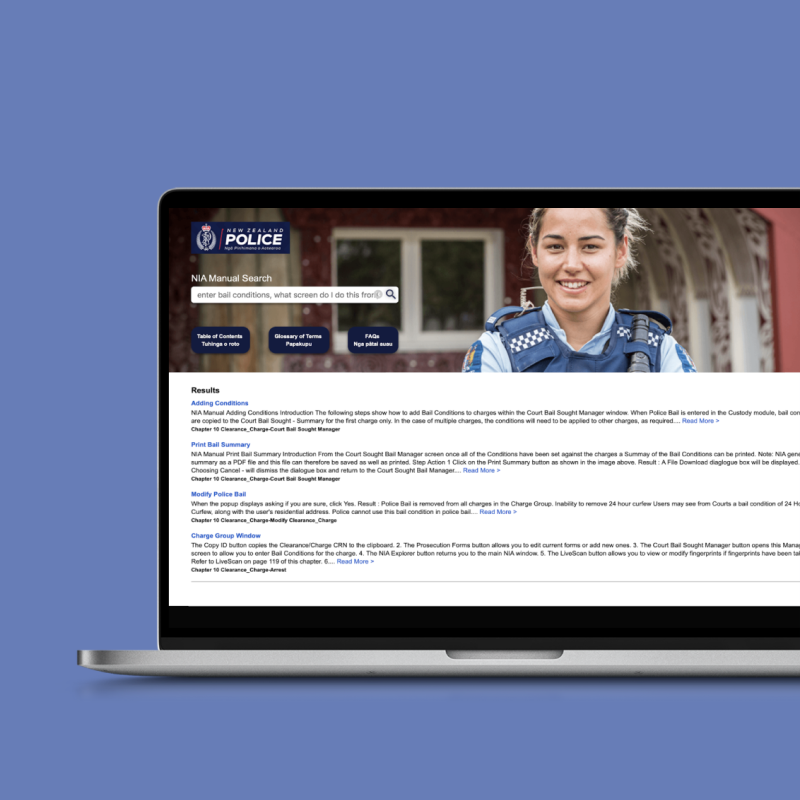 NEW ZEALAND
POLICE
Ngā Pirihimana o Aotearoa
NIA Manual Search
enter bail conditions, what screen do I do this from
Table of Contents
Tuhinga o roto
Glossary of Terms
Papakupu
FAQs
Nga pātai auau
Results
Adding Conditions
NIA Manual Adding Conditions Introduction The following steps show how to add Bail Conditions to charges within the Court Bail Sought Manager window. When Police Bail is entered in the Custody module, bail con
are copied to the Court Bail Sought - Summary for the first charge only. In the case of multiple charges, the conditions will need to be applied to other charges, as required.... Read More >
Chapter 10 Clearance_Charge-Court Bail Sought Manager
Print Bail Summary
NIA Manual Print Bail Summary Introduction From the Court Sought Bail Manager screen once all of the Conditions have been set against the charges a Summay of the Bail Conditions can be printed. Note: NIA gene
summary as a PDF file and this file can therefore be saved as well as printed. Step Action 1 Click on the Print Summary button as shown in the image above. Result : A File Download diaglogue box will be displayed.
Choosing Cancel - will dismiss the dialogue box and return to the Court Sought Bail Manager.... Read More >
Chapter 10 Clearance_Charge-Court Bail Sought Manager
Modify Police Bail
When the popup displays asking if you are sure, click Yes. Result : Police Bail is removed from all charges in the Charge Group. Inability to remove 24 hour curfew Users may see from Courts a bail condition of 24 Ho
Curfew, along with the user's residential address. Police cannot use this bail condition in police bail.... Read More >
Chapter 10 Clearance_Charge-Modify Clearance_Charge
Charge Group Window
The Copy ID button copies the Clearance/Charge CRN to the clipboard. 2. The Prosecution Forms button allows you to edit current forms or add new ones. 3. The Court Bail Sought Manager button opens this Manag
screen to allow you to enter Bail Conditions for the charge. 4. The NIA Explorer button returns you to the main NIA window. 5. The LiveScan button allows you to view or modify fingerprints if fingerprints have been tak
Refer to LiveScan on page 119 of this chapter. 6.... Read More >
Chapter 10 Clearance_Charge-Arrest